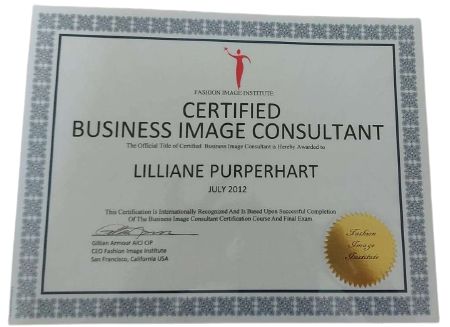 FASHION IMAGE INSTITUTE
CERTIFIED
BUSINESS IMAGE CONSULTANT
The Official Title of Certified Business Image Consultant is Hereby Awarded to
LILLIANE PURPERHART
JULY 2012
This Certification is Internationally Recognized And Is Based Upon Successful Completion
Of The Business Image Consultant Certification Course And Final Exam
Gillian Armour AICI CIP
CEO Fashion Image Institute
San Francisco, California USA
Fashion
Image
Institute